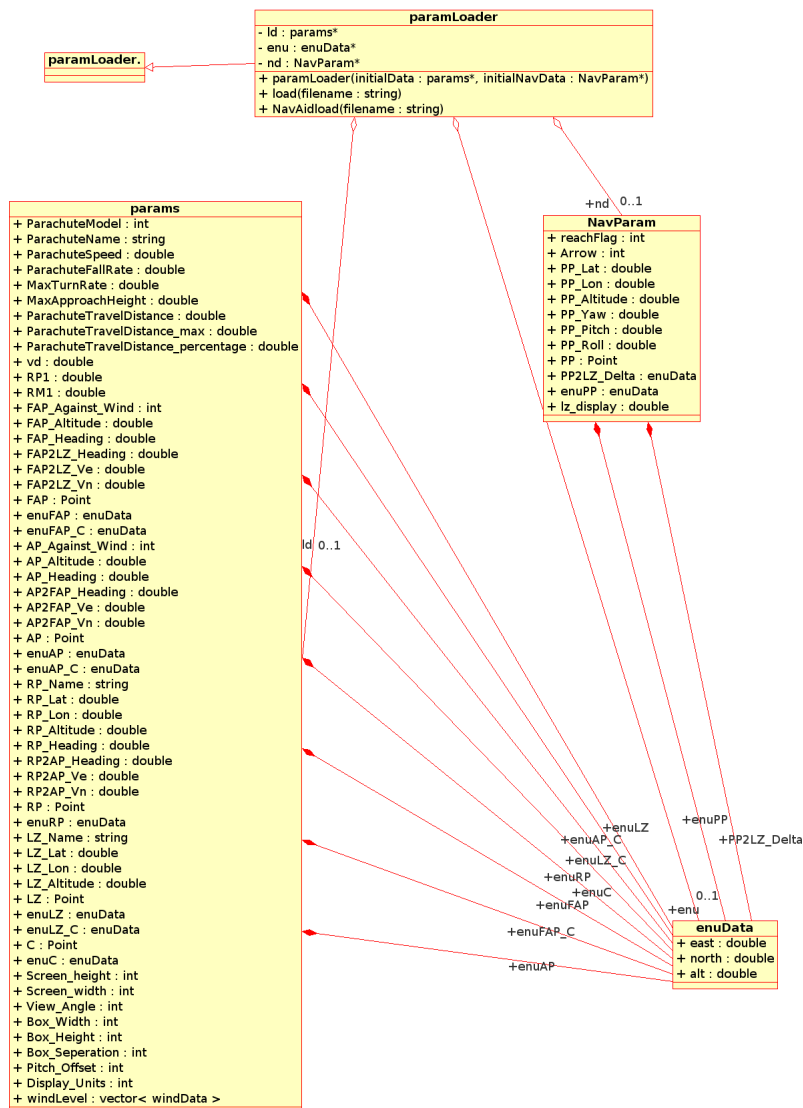 paramLoader
- ld : params*
- enu : enuData*
- nd : NavParam*
+ paramLoader(initialData : params*, initialNavData : NavParam*)
+ load(filename : string)
+ NavAidload(filename : string)
paramLoader.
+nd
0..1
params
+ ParachuteModel : int
+ ParachuteName : string
+ ParachuteSpeed : double
+ ParachuteFallRate : double
+ MaxTurnRate : double
+ MaxApproachHeight : double
+ ParachuteTravelDistance : double
+ ParachuteTravelDistance_max : double
+ ParachuteTravelDistance_percentage : double
+ vd : double
+ RP1 : double
+ RM1 : double
+ FAP_Against_Wind : int
+ FAP_Altitude : double
+ FAP_Heading : double
+ FAP2LZ_Heading : double
+ FAP2LZ_Ve : double
+ FAP2LZ_Vn : double
+ FAP : Point
+ enuFAP : enuData
+ enuFAP_C : enuData
+ AP_Against_Wind : int
+ AP_Altitude : double
+ AP_Heading : double
+ AP2FAP_Heading : double
+ AP2FAP_Ve : double
+ AP2FAP_Vn : double
+ AP : Point
+ enuAP : enuData
+ enuAP_C : enuData
+ RP_Name : string
+ RP_Lat : double
+ RP_Lon : double
+ RP_Altitude : double
+ RP_Heading : double
+ RP2AP_Heading : double
+ RP2AP_Ve : double
+ RP2AP_Vn : double
+ RP : Point
+ enuRP : enuData
+ LZ_Name : string
+ LZ_Lat : double
+ LZ_Lon : double
+ LZ_Altitude : double
+ LZ : Point
+ enuLZ : enuData
+ enuLZ_C : enuData
+ C : Point
+ enuC : enuData
+ Screen_height : int
+ Screen_width : int
+ View_Angle : int
+ Box_Width : int
+ Box_Height : int
+ Box_Seperation : int
+ Pitch_Offset : int
+ Display_Units : int
+ windLevel : vector< windData >
NavParam
+ reachFlag : int
+ Arrow : int
+ PP_Lat : double
+ PP_Lon : double
+ PP_Altitude : double
+ PP_Yaw : double
+ PP_Pitch : double
+ PP_Roll : double
+ PP : Point
+ PP2LZ_Delta : enuData
+ enuPP : enuData
+ lz_display : double
ld
0..1
+enuPP
+enuLZ
+enuAP_C
+PP2LZ_Delta
+enuLZ_C
+enuRP
+enuC
0..1
+enuFAP
+enu
+enuFAP_C
+enuAP
enuData
+ east : double
+ north : double
+ alt : double